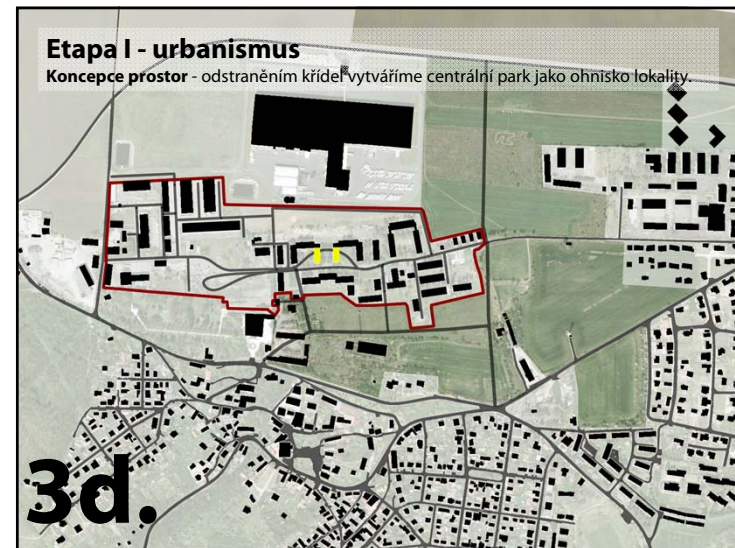 Etapa I - urbanismus
Koncepce prostor - odstraněním křídel vytváříme centrální park jako ohnisko lokality.
3d.